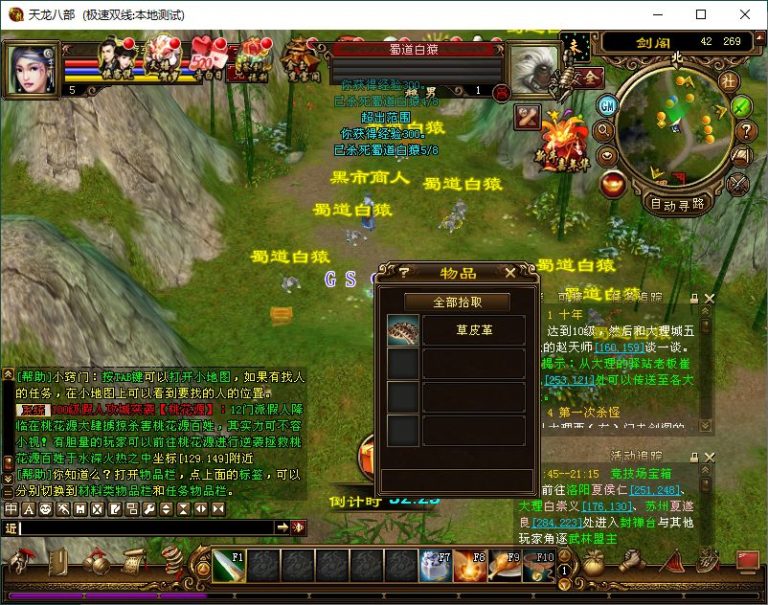 天龙八部 (极速双线:本地测试)
蜀道白猿
剑阁 42 269
北
5
1
你获得经验300。
已杀死蜀道白猿4/8
超出范围
你获得经验300。
已杀死蜀道白猿5/8
GM
黑市商人
蜀道白猿
蜀道白猿
自动寻路
蜀道白猿
蜀道白猿
GS
物品
全部拾取
草皮革
1 十年
达到10级，然后和大理城五
的赵天师[160,159]谈一谈。
提示：从大理的驿站老板崔
[253,121]处可以传送至各大
4 第一次杀怪
[帮助]小窍门：按TAB键可以打开小地图，如果有找人
的任务，在小地图上可以看到要找的人的位置。
100级假人攻城突袭【桃花源】：12门派假人降
临在桃花源大肆掳掠杀害桃花源百姓，其实力可不容
小视！有胆量的玩家可以前往桃花源进行逆袭拯救桃
花源百姓于水深火热之中坐标[129,149]附近
[帮助]你知道么？打开物品栏，点上面的标签，可以
分别切换到材料类物品栏和任务物品栏。
活动追踪
:45--21:15 竞技场宝箱
前往洛阳夏侯仁[251,248]、
大理白崇义[176,130]、苏州夏遂
良[284,223]处进入封禅台与其他
玩家角逐武林盟主
倒计时
近
F1
F7
F8
F9
F10
1